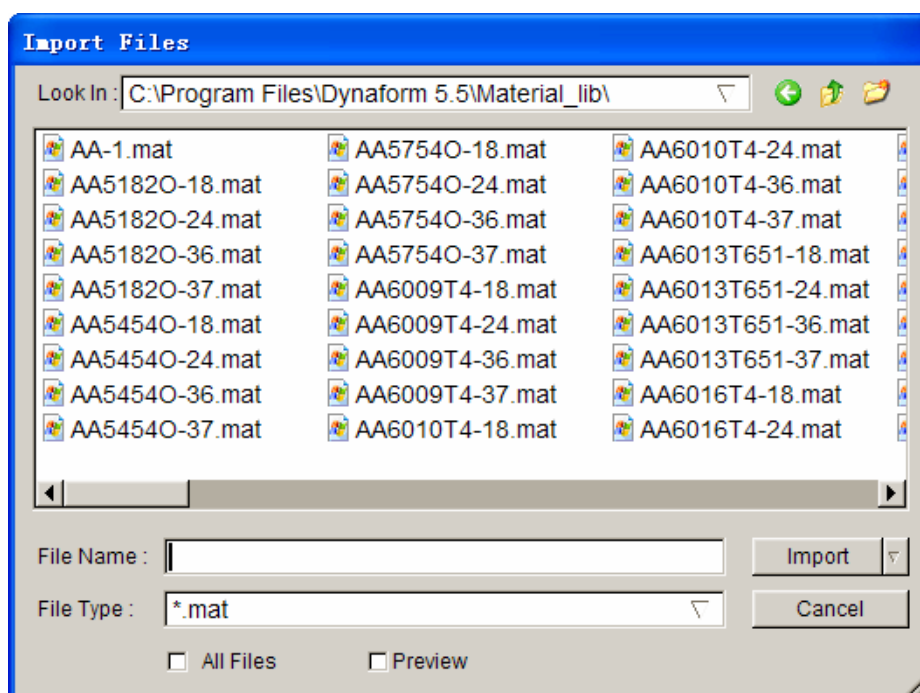 Import Files
Look In : C:\Program Files\Dynaform 5.5\Material_lib\
AA-1.mat AA5754O-18.mat AA6010T4-24.mat
AA5182O-18.mat AA5754O-24.mat AA6010T4-36.mat
AA5182O-24.mat AA5754O-36.mat AA6010T4-37.mat
AA5182O-36.mat AA5754O-37.mat AA6013T651-18.mat
AA5182O-37.mat AA6009T4-18.mat AA6013T651-24.mat
AA5454O-18.mat AA6009T4-24.mat AA6013T651-36.mat
AA5454O-24.mat AA6009T4-36.mat AA6013T651-37.mat
AA5454O-36.mat AA6009T4-37.mat AA6016T4-18.mat
AA5454O-37.mat AA6010T4-18.mat AA6016T4-24.mat
File Name : Import
File Type : *.mat Cancel
All Files Preview